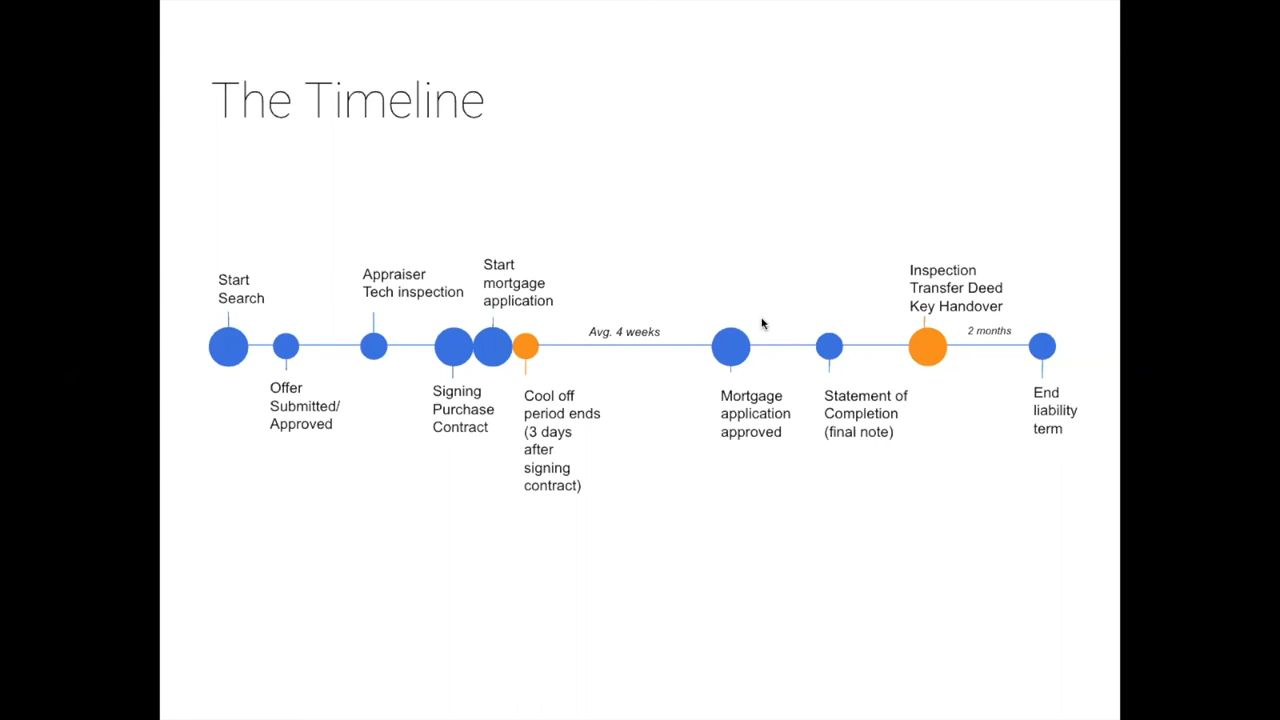 The Timeline
Start
Search
Offer
Submitted/
Approved
Appraiser
Tech inspection
Signing
Purchase
Contract
Start
mortgage
application
Cool off
period ends
(3 days
after
signing
contract)
Avg. 4 weeks
Mortgage
application
approved
Statement of
Completion
(final note)
Inspection
Transfer Deed
Key Handover
2 months
End
liability
term